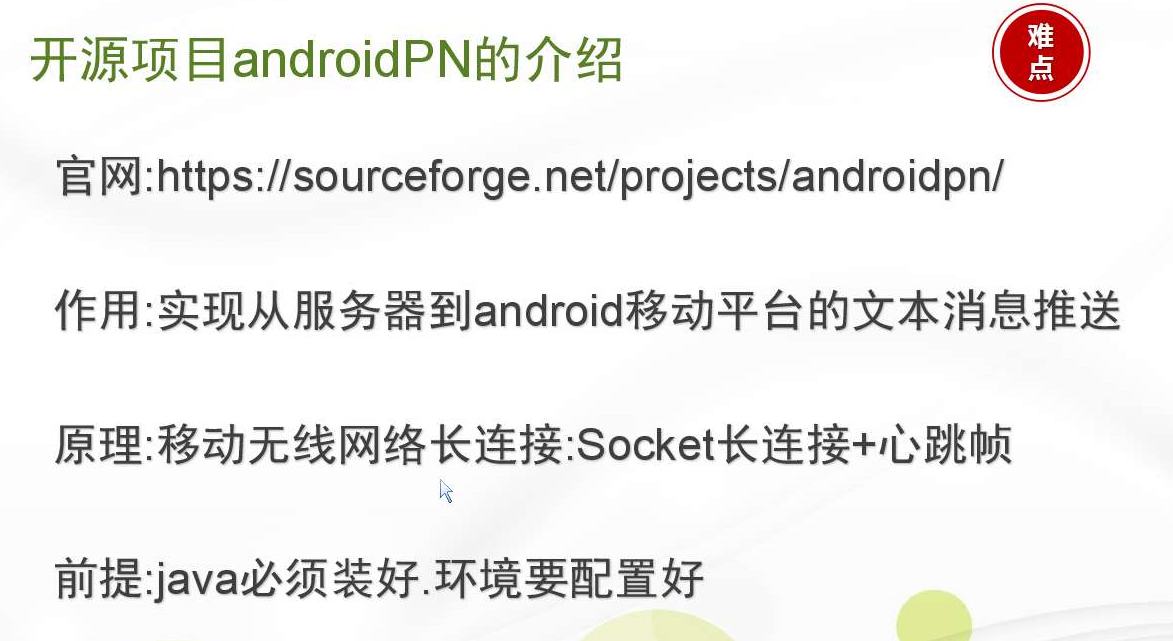 开源项目androidPN的介绍
难
点
官网:https://sourceforge.net/projects/androidpn/
作用:实现从服务器到android移动平台的文本消息推送
原理:移动无线网络长连接:Socket长连接+心跳帧
前提:java必须装好.环境要配置好